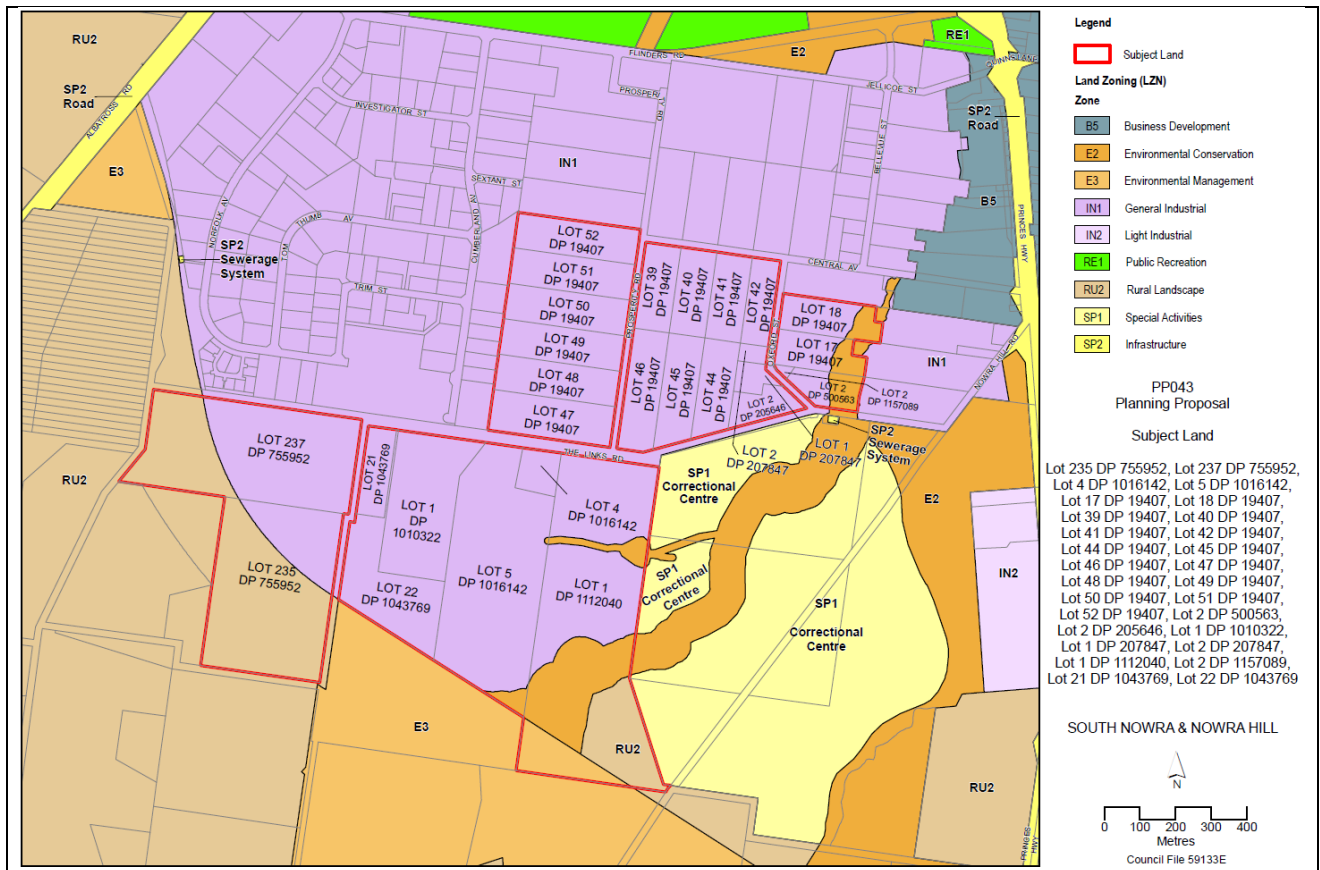 RU2
SP2
Road
ALBATROSS RD
E3
INVESTIGATOR ST
FLINDERS RD
PROSPERITY RD
E2
RE1
QUINNS LANE
JELLICOE ST
SP2
Road
BELLEVUE ST
IN1
SEXTANT ST
B5
PRINCES HWY
NORFOLK AV
THUMB AV
TOM
CUMBERLAND AV
SP2
Sewerage
System
TRIM ST
CENTRAL AV
LOT 52
DP 19407
LOT 51
DP 19407
LOT 50
DP 19407
LOT 49
DP 19407
LOT 48
DP 19407
LOT 47
DP 19407
PROSPERITY RD
LOT 39
DP 19407
LOT 40
DP 19407
LOT 41
DP 19407
LOT 42
DP 19407
LOT 46
DP 19407
LOT 45
DP 19407
LOT 44
DP 19407
OXFORD ST
LOT 18
DP 19407
LOT 17
DP 19407
LOT 2
DP 500563
LOT 2
DP 1157089
IN1
NOWRA HILL RD
LOT 2
DP 205646
LOT 2
DP 207847
LOT 1
DP 207847
SP2
Sewerage
System
THE LINKS RD
LOT 237
DP 755952
LOT 21
DP 1043769
LOT 1
DP
1010322
LOT 4
DP 1016142
SP1
Correctional
Centre
RU2
E2
LOT 235
DP 755952
LOT 22
DP 1043769
LOT 5
DP 1016142
LOT 1
DP 1112040
SP1
Correctional
Centre
SP1
Correctional
Centre
IN2
E3
RU2
RU2
PRINCES HWY
Legend
Subject Land
Land Zoning (LZN)
Zone
B5 Business Development
E2 Environmental Conservation
E3 Environmental Management
IN1 General Industrial
IN2 Light Industrial
RE1 Public Recreation
RU2 Rural Landscape
SP1 Special Activities
SP2 Infrastructure
PP043
Planning Proposal
Subject Land
Lot 235 DP 755952, Lot 237 DP 755952,
Lot 4 DP 1016142, Lot 5 DP 1016142,
Lot 17 DP 19407, Lot 18 DP 19407,
Lot 39 DP 19407, Lot 40 DP 19407,
Lot 41 DP 19407, Lot 42 DP 19407,
Lot 44 DP 19407, Lot 45 DP 19407,
Lot 46 DP 19407, Lot 47 DP 19407,
Lot 48 DP 19407, Lot 49 DP 19407,
Lot 50 DP 19407, Lot 51 DP 19407,
Lot 52 DP 19407, Lot 2 DP 500563,
Lot 2 DP 205646, Lot 1 DP 1010322,
Lot 1 DP 207847, Lot 2 DP 207847,
Lot 1 DP 1112040, Lot 2 DP 1157089,
Lot 21 DP 1043769, Lot 22 DP 1043769
SOUTH NOWRA & NOWRA HILL
N
0 100 200 300 400
Metres
Council File 59133E